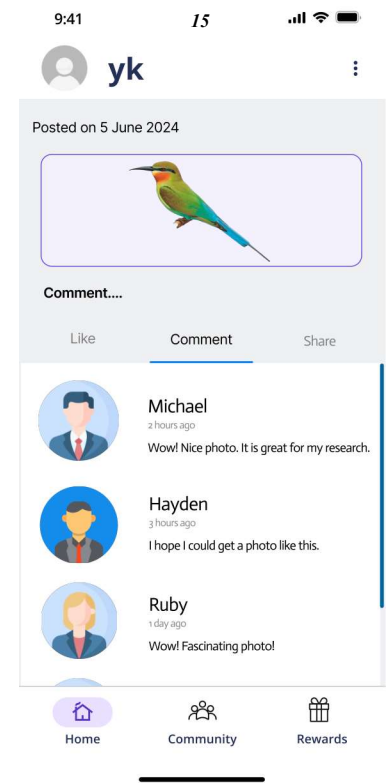 9:41
15
yk
Posted on 5 June 2024
Comment....
Like Comment Share
Michael
2 hours ago
Wow! Nice photo. It is great for my research.
Hayden
3 hours ago
I hope I could get a photo like this.
Ruby
1 day ago
Wow! Fascinating photo!
Home Community Rewards